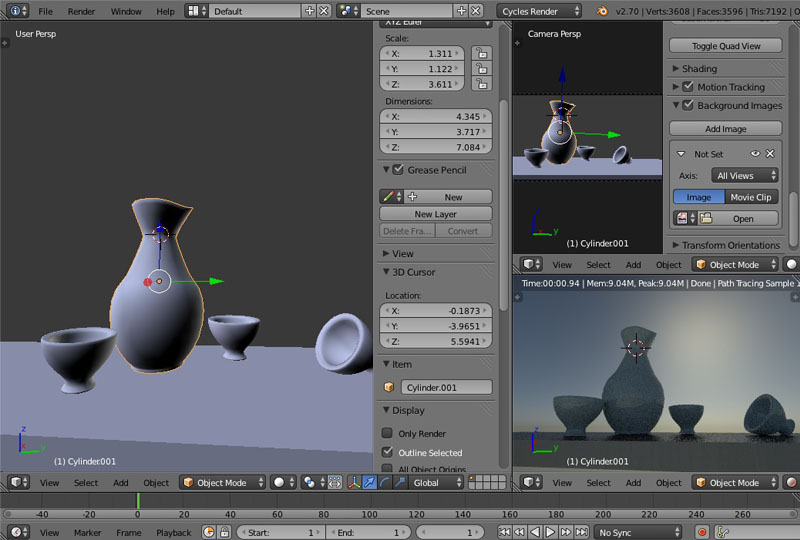 File Render Window Help Default Scene Cycles Render v2.70 | Verts:3608 | Faces:3596 | Tris:7192 |
User Persp
XYZ Euler
Scale:
X: 1.311
Y: 1.122
Z: 3.611
Dimensions:
X: 4.345
Y: 3.717
Z: 7.084
Grease Pencil
New
New Layer
Delete Fra... Convert
View
3D Cursor
Location:
X: -0.1873
Y: -3.9651
Z: 5.5941
Item
Cylinder.001
Display
Only Render
Outline Selected
All Object Origins
z
y
(1) Cylinder.001
View Select Add Object Object Mode Global
Camera Persp
y
(1) Cylinder.001
Toggle Quad View
Shading
Motion Tracking
Background Images
Add Image
Not Set
Axis: All Views
Image Movie Clip
Open
Transform Orientations
View Select Add Object Object Mode
Time:00:00.94 | Mem:9.04M, Peak:9.04M | Done | Path Tracing Sample
z
y
(1) Cylinder.001
View Select Add Object Object Mode
-40 -20 0 20 40 60 80 100 120 140 160 180 200 220 240 260
View Marker Frame Playback Start: 1 End: 1 1 No Sync